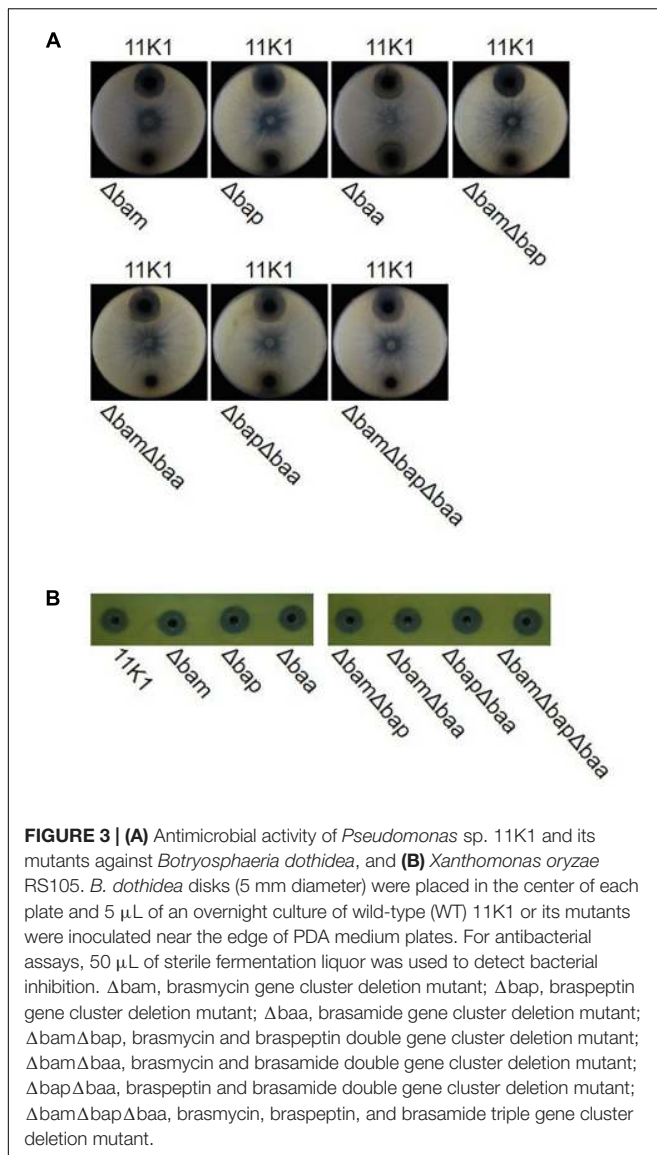 A
11K1 11K1 11K1 11K1
Δbam Δbap Δbaa ΔbamΔbap
11K1 11K1 11K1
ΔbamΔbaa ΔbapΔbaa ΔbamΔbapΔbaa
B
11K1 Δbam Δbap Δbaa ΔbamΔbap ΔbamΔbaa ΔbapΔbaa ΔbamΔbapΔbaa
FIGURE 3 | (A) Antimicrobial activity of Pseudomonas sp. 11K1 and its
mutants against Botryosphaeria dothidea, and (B) Xanthomonas oryzae
RS105. B. dothidea disks (5 mm diameter) were placed in the center of each
plate and 5 μL of an overnight culture of wild-type (WT) 11K1 or its mutants
were inoculated near the edge of PDA medium plates. For antibacterial
assays, 50 μL of sterile fermentation liquor was used to detect bacterial
inhibition. Δbam, brasmycin gene cluster deletion mutant; Δbap, braspeptin
gene cluster deletion mutant; Δbaa, brasamide gene cluster deletion mutant;
ΔbamΔbap, brasmycin and braspeptin double gene cluster deletion mutant;
ΔbamΔbaa, brasmycin and brasamide double gene cluster deletion mutant;
ΔbapΔbaa, braspeptin and brasamide double gene cluster deletion mutant;
ΔbamΔbapΔbaa, brasmycin, braspeptin, and brasamide triple gene cluster
deletion mutant.